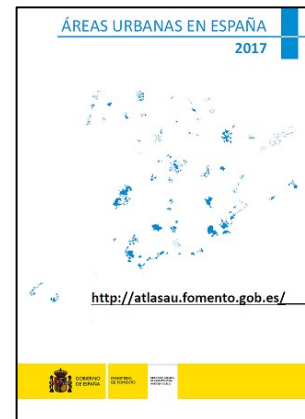 ÁREAS URBANAS EN ESPAÑA
2017
http://atlasau.fomento.gob.es/
GOBIERNO
DE ESPAÑA
MINISTERIO
DE FOMENTO